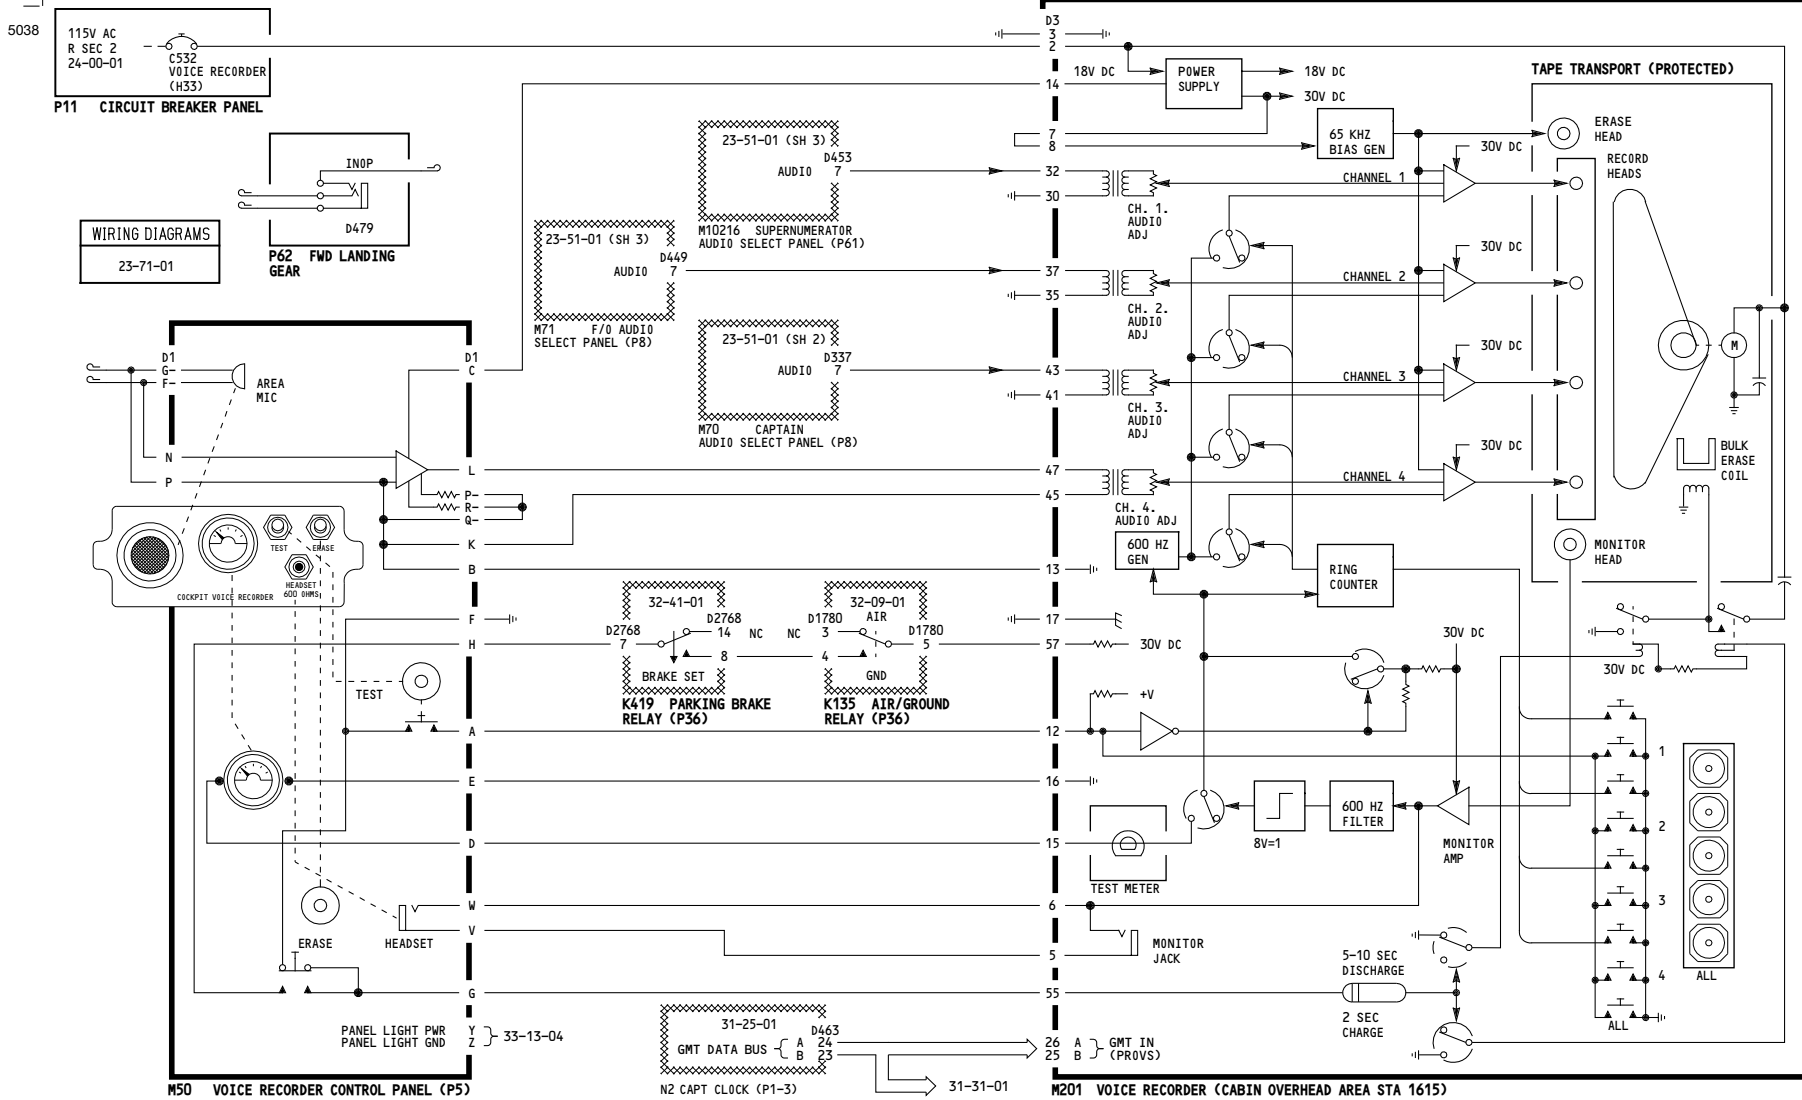 5038
115V AC
R SEC 2
24-00-01
C532
VOICE RECORDER
(H33)
P11 CIRCUIT BREAKER PANEL
INOP
D479
P62 FWD LANDING
GEAR
WIRING DIAGRAMS
23-71-01
D1
G
F
AREA
MIC
N
P
D1
C
L
P
R
Q
K
B
F
H
A
E
D
W
V
G
Y
Z
TEST
ERASE
HEADSET
600 OHMS
COCKPIT VOICE RECORDER
TEST
ERASE
HEADSET
PANEL LIGHT PWR
PANEL LIGHT GND
33-13-04
M50 VOICE RECORDER CONTROL PANEL (P5)
23-51-01 (SH 3)
D453
AUDIO 7
M10216 SUPERNUMERATOR
AUDIO SELECT PANEL (P61)
23-51-01 (SH 3)
D449
AUDIO 7
M71 F/O AUDIO
SELECT PANEL (P8)
23-51-01 (SH 2)
D337
AUDIO 7
M70 CAPTAIN
AUDIO SELECT PANEL (P8)
32-41-01
D2768
7
D2768
14 NC
8
BRAKE SET
K419 PARKING BRAKE
RELAY (P36)
32-09-01
AIR
D1780
NC 3
4
D1780
5
GND
K135 AIR/GROUND
RELAY (P36)
31-25-01
D463
GMT DATA BUS
A 24
B 23
N2 CAPT CLOCK (P1-3)
31-31-01
D3
3
2
14
7
8
32
30
37
35
43
41
47
45
13
17
57
12
16
15
6
5
55
26 A
25 B
GMT IN
(PROVS)
18V DC
POWER
SUPPLY
18V DC
30V DC
65 KHZ
BIAS GEN
TAPE TRANSPORT (PROTECTED)
ERASE
HEAD
RECORD
HEADS
30V DC
CHANNEL 1
CH. 1.
AUDIO
ADJ
30V DC
CHANNEL 2
CH. 2.
AUDIO
ADJ
30V DC
CHANNEL 3
CH. 3.
AUDIO
ADJ
30V DC
CHANNEL 4
CH. 4.
AUDIO ADJ
M
BULK
ERASE
COIL
MONITOR
HEAD
600 HZ
GEN
RING
COUNTER
30V DC
30V DC
30V DC
+V
8V=1
600 HZ
FILTER
MONITOR
AMP
TEST METER
MONITOR
JACK
5-10 SEC
DISCHARGE
2 SEC
CHARGE
1
2
3
4
ALL
ALL
M201 VOICE RECORDER (CABIN OVERHEAD AREA STA 1615)